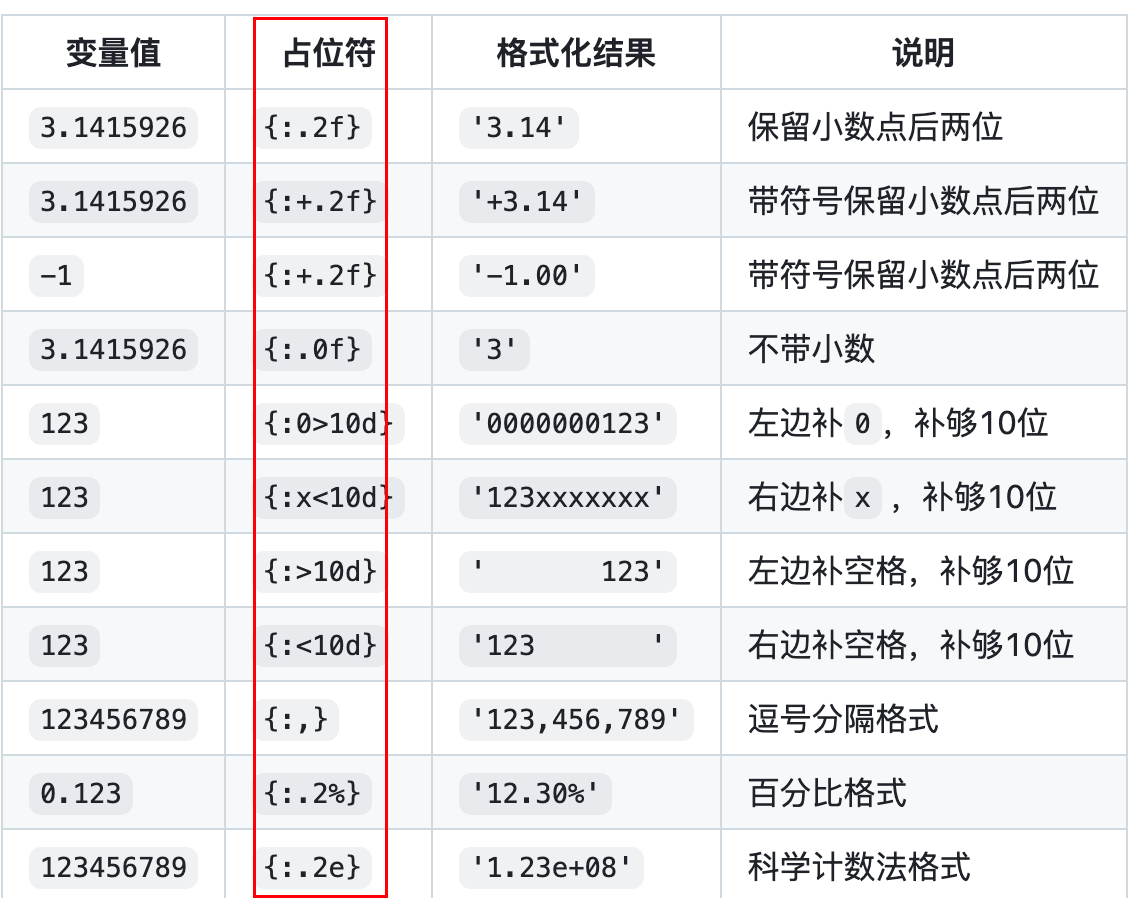 变量值 占位符 格式化结果 说明
3.1415926 {:.2f} '3.14' 保留小数点后两位
3.1415926 {:+.2f} '+3.14' 带符号保留小数点后两位
-1 {:+.2f} '-1.00' 带符号保留小数点后两位
3.1415926 {:.0f} '3' 不带小数
123 {:0>10d} '0000000123' 左边补0，补够10位
123 {:x<10d} '123xxxxxxx' 右边补x，补够10位
123 {:>10d} '       123' 左边补空格，补够10位
123 {:<10d} '123       ' 右边补空格，补够10位
123456789 {:,} '123,456,789' 逗号分隔格式
0.123 {:.2%} '12.30%' 百分比格式
123456789 {:.2e} '1.23e+08' 科学计数法格式